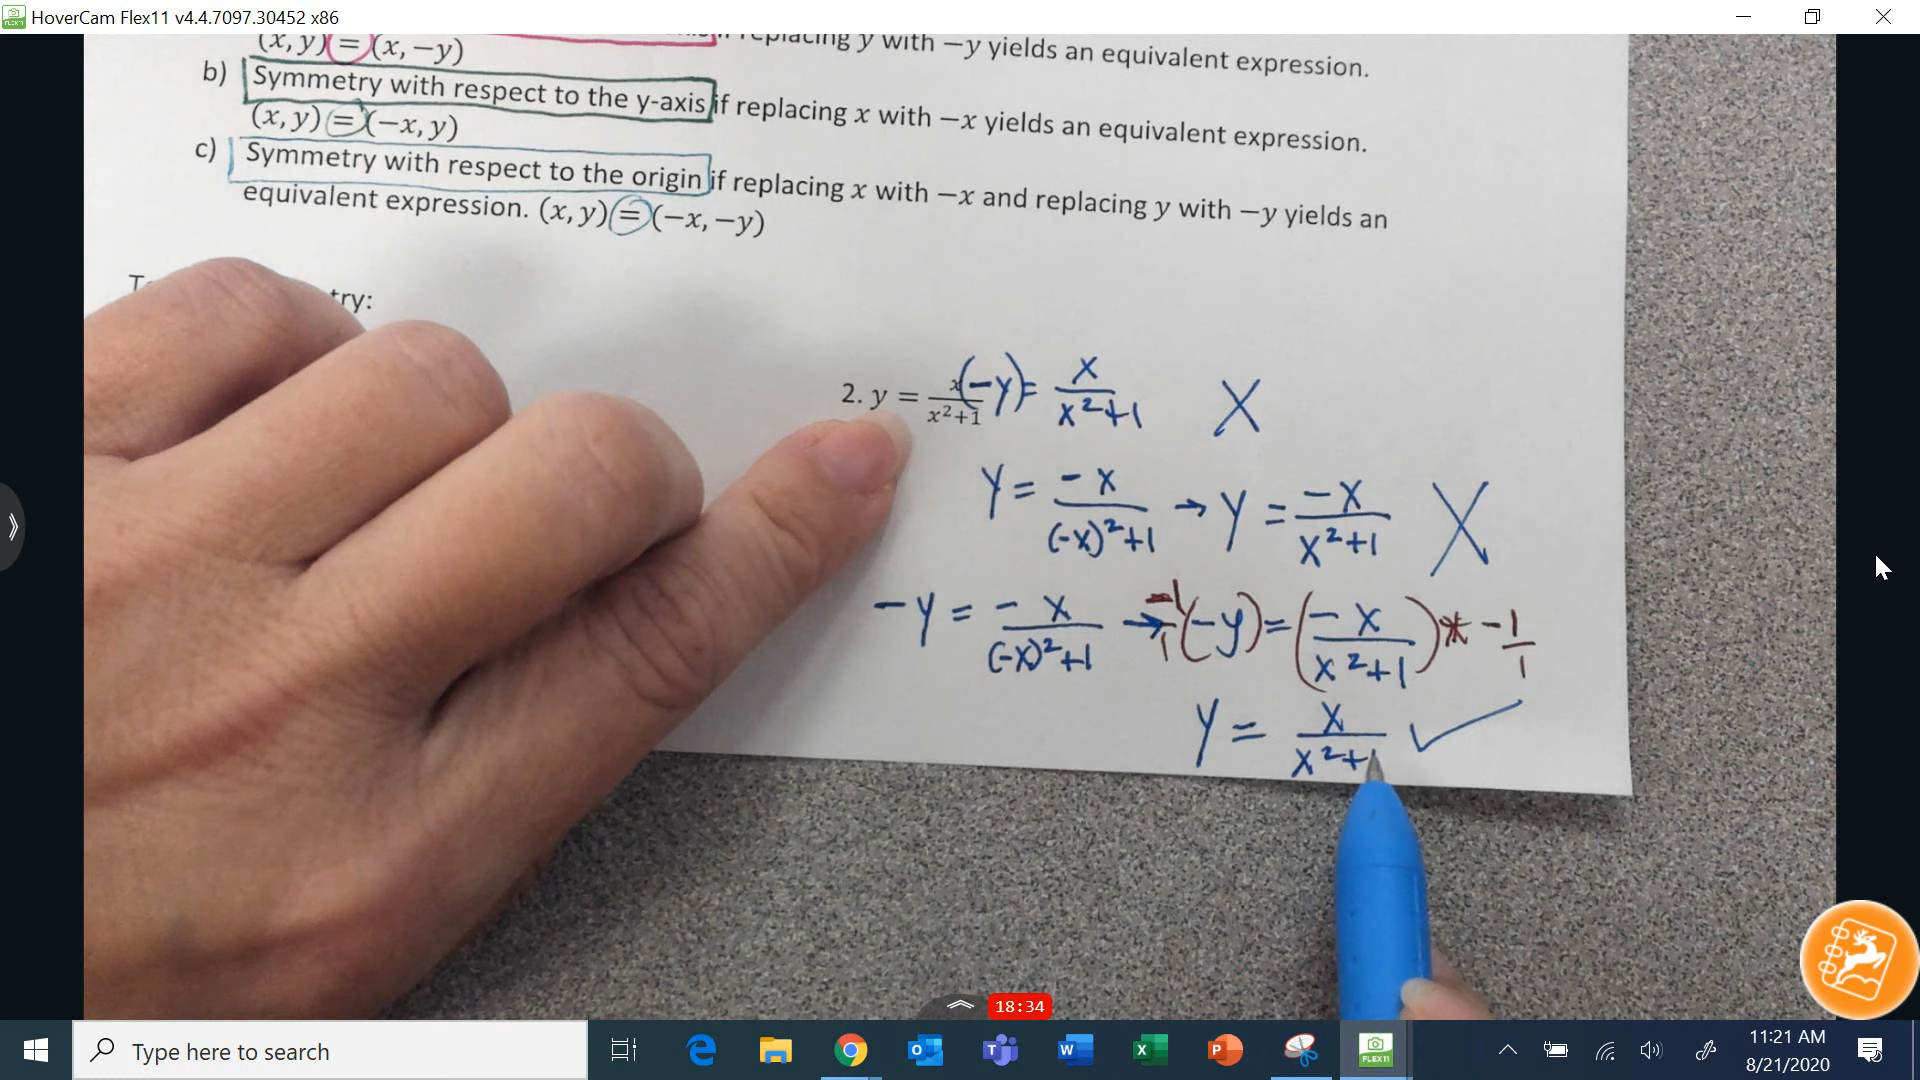 HoverCam Flex11 v4.4.7097.30452 x86
(x, y) = (x, −y) replacing y with −y yields an equivalent expression.
b) Symmetry with respect to the y-axis if replacing x with −x yields an equivalent expression.
(x, y) = (−x, y)
c) Symmetry with respect to the origin if replacing x with −x and replacing y with −y yields an
equivalent expression. (x, y) = (−x, −y)
try:
2. y = x/(x²+1) (-y) = x/(x²+1) X
y = -x/((-x)²+1) → y = -x/(x²+1) X
-y = -x/((-x)²+1) → -1/1 (-y) = (-x/(x²+1)) * -1/1
y = x/(x²+1) ✓
18:34
Type here to search
FLEX11
11:21 AM
8/21/2020